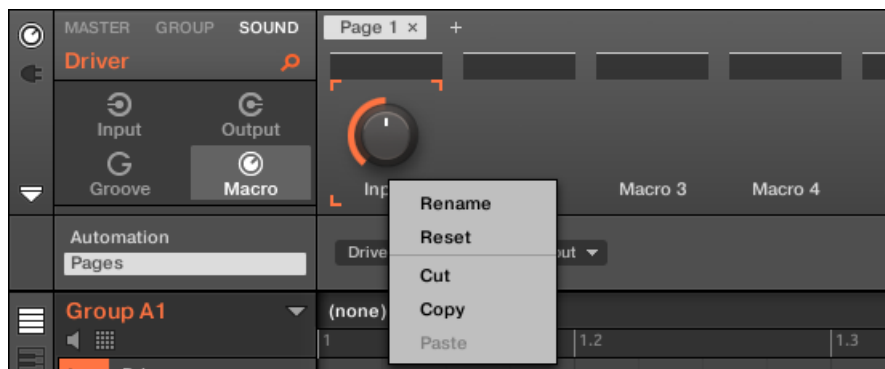 MASTER GROUP SOUND Page 1 × +
Driver
Input Output
Groove Macro Inp Macro 3 Macro 4
Rename
Reset
Automation
Pages
Drive ut
Cut
Copy
Paste
Group A1 (none)
1 1.2 1.3